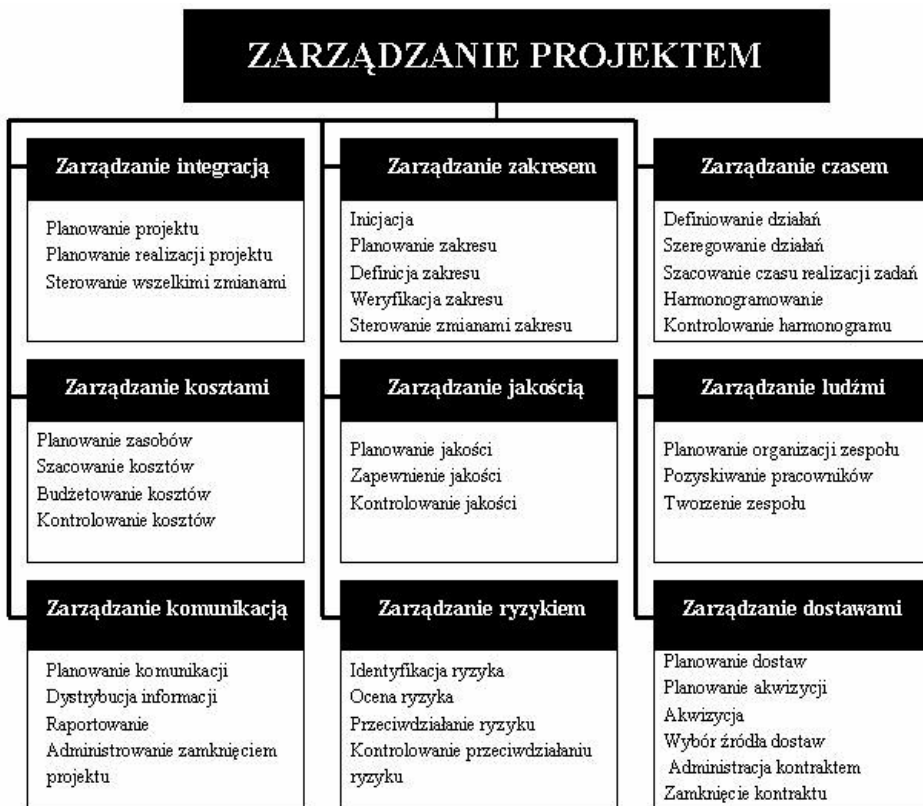 ZARZĄDZANIE PROJEKTEM
Zarządzanie integracją
Planowanie projektu
Planowanie realizacji projektu
Sterowanie wszelkimi zmianami
Zarządzanie zakresem
Inicjacja
Planowanie zakresu
Definicja zakresu
Weryfikacja zakresu
Sterowanie zmianami zakresu
Zarządzanie czasem
Definiowanie działań
Szeregowanie działań
Szacowanie czasu realizacji zadań
Harmonogramowanie
Kontrolowanie harmonogramu
Zarządzanie kosztami
Planowanie zasobów
Szacowanie kosztów
Budżetowanie kosztów
Kontrolowanie kosztów
Zarządzanie jakością
Planowanie jakości
Zapewnienie jakości
Kontrolowanie jakości
Zarządzanie ludźmi
Planowanie organizacji zespołu
Pozyskiwanie pracowników
Tworzenie zespołu
Zarządzanie komunikacją
Planowanie komunikacji
Dystrybucja informacji
Raportowanie
Administrowanie zamknięciem
projektu
Zarządzanie ryzykiem
Identyfikacja ryzyka
Ocena ryzyka
Przeciwdziałanie ryzyku
Kontrolowanie przeciwdziałaniu
ryzyku
Zarządzanie dostawami
Planowanie dostaw
Planowanie akwizycji
Akwizycja
Wybór źródła dostaw
Administracja kontraktem
Zamknięcie kontraktu